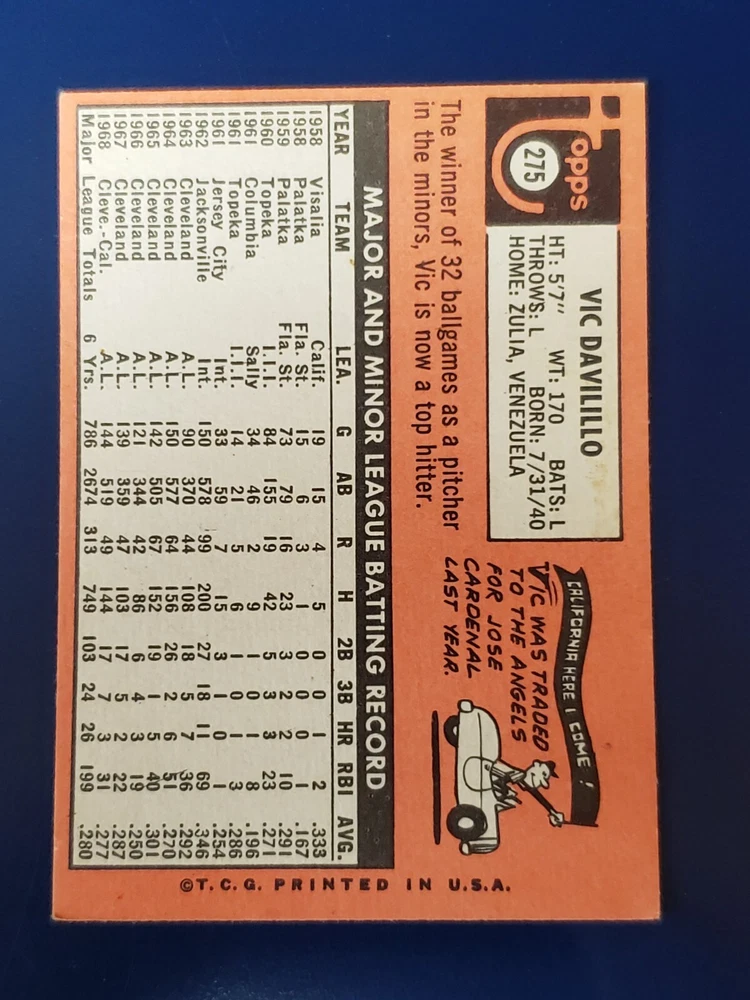 Topps
275
VIC DAVILILLO
HT: 5'7" WT: 170 BATS: L
THROWS: L BORN: 7/31/40
HOME: ZULIA, VENEZUELA
The winner of 32 ballgames as a pitcher
in the minors, Vic is now a top hitter.
CALIFORNIA HERE I COME!
VIC WAS TRADED
TO THE ANGELS
FOR JOSE
CARDENAL
LAST YEAR.
MAJOR AND MINOR LEAGUE BATTING RECORD
YEAR TEAM LEA. G AB R H 2B 3B HR RBI AVG.
1958 Visalia Calif. 19 15 4 5 0 0 1 2 .333
1958 Palatka Fla. St. 15 6 3 1 0 0 0 1 .167
1959 Palatka Fla. St. 73 79 16 23 3 2 2 10 .291
1960 Topeka I.I.I. 84 155 19 42 5 3 3 23 .271
1961 Columbia Sally 34 46 2 9 0 1 0 8 .196
1961 Topeka I.I.I. 14 21 5 6 1 0 1 3 .286
1961 Jersey City Int. 33 59 7 15 3 1 0 1 .254
1962 Jacksonville Int. 150 578 99 200 27 18 11 69 .346
1963 Cleveland A.L. 90 370 44 108 18 5 7 36 .292
1964 Cleveland A.L. 150 577 64 156 26 2 6 51 .270
1965 Cleveland A.L. 142 505 67 152 19 1 5 40 .301
1966 Cleveland A.L. 121 344 42 86 6 4 3 19 .250
1967 Cleveland A.L. 139 359 47 103 17 5 2 22 .287
1968 Cleve.-Cal. A.L. 144 519 49 144 17 7 3 31 .277
Major League Totals 6 Yrs. 786 2674 313 749 103 24 26 199 .280
©T.C.G. PRINTED IN U.S.A.